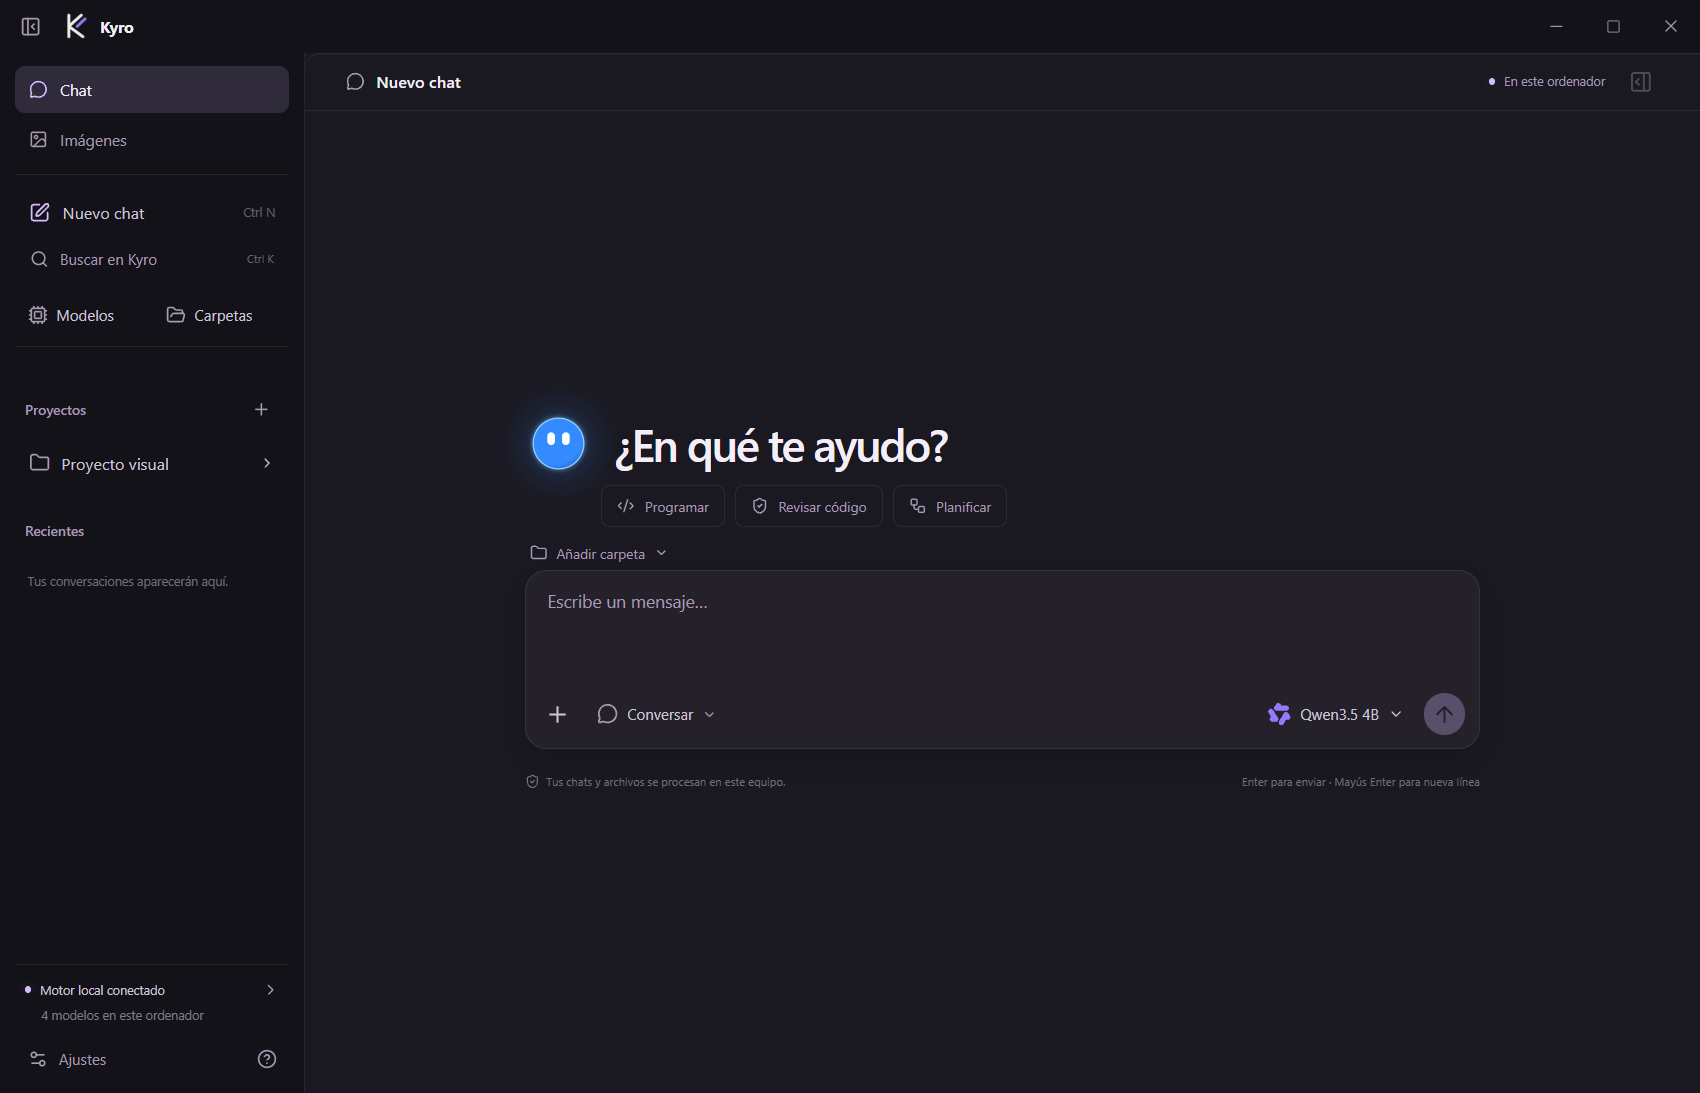 Kyro
Chat
Imágenes
Nuevo chat Ctrl N
Buscar en Kyro Ctrl K
Modelos Carpetas
Proyectos
Proyecto visual
Recientes
Tus conversaciones aparecerán aquí.
Motor local conectado
4 modelos en este ordenador
Ajustes
Nuevo chat
En este ordenador
¿En qué te ayudo?
Programar Revisar código Planificar
Añadir carpeta
Escribe un mensaje...
Conversar Qwen3.5 4B
Tus chats y archivos se procesan en este equipo. Enter para enviar · Mayús Enter para nueva línea